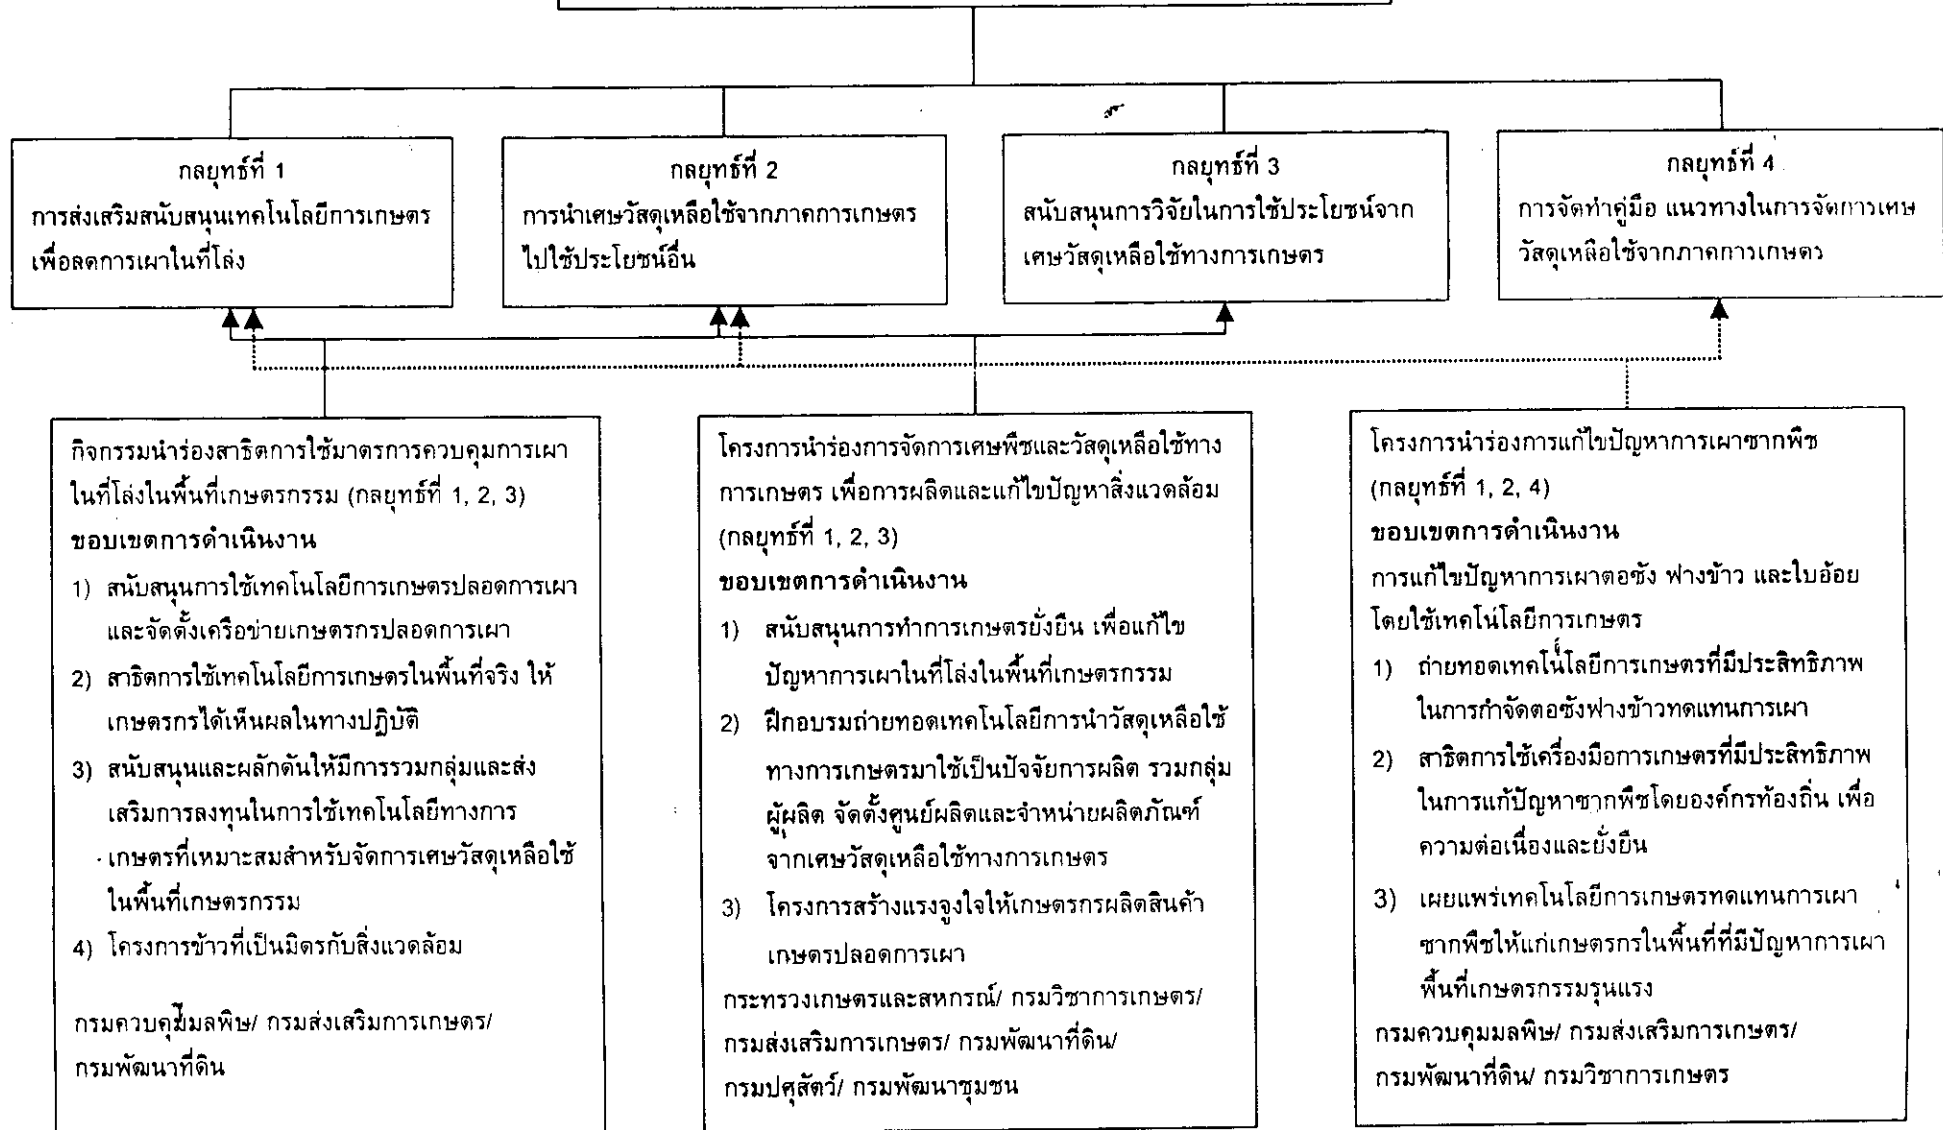 กลยุทธ์ที่ 1
การส่งเสริมสนับสนุนเทคโนโลยีการเกษตร
เพื่อลดการเผาในที่โล่ง
กลยุทธ์ที่ 2
การนำเศษวัสดุเหลือใช้จากภาคการเกษตร
ไปใช้ประโยชน์อื่น
กลยุทธ์ที่ 3
สนับสนุนการวิจัยในการใช้ประโยชน์จาก
เศษวัสดุเหลือใช้ทางการเกษตร
กลยุทธ์ที่ 4
การจัดทำคู่มือ แนวทางในการจัดการเศษ
วัสดุเหลือใช้จากภาคการเกษตร
กิจกรรมนำร่องสาธิตการใช้มาตรการควบคุมการเผา
ในที่โล่งในพื้นที่เกษตรกรรม (กลยุทธ์ที่ 1, 2, 3)
ขอบเขตการดำเนินงาน
1) สนับสนุนการใช้เทคโนโลยีการเกษตรปลอดการเผา
และจัดตั้งเครือข่ายเกษตรกรปลอดการเผา
2) สาธิตการใช้เทคโนโลยีการเกษตรในพื้นที่จริง ให้
เกษตรกรได้เห็นผลในทางปฏิบัติ
3) สนับสนุนและผลักดันให้มีการรวมกลุ่มและส่ง
เสริมการลงทุนในการใช้เทคโนโลยีทางการ
เกษตรที่เหมาะสมสำหรับจัดการเศษวัสดุเหลือใช้
ในพื้นที่เกษตรกรรม
4) โครงการข้าวที่เป็นมิตรกับสิ่งแวดล้อม
กรมควบคุมมลพิษ/ กรมส่งเสริมการเกษตร/
กรมพัฒนาที่ดิน
โครงการนำร่องการจัดการเศษพืชและวัสดุเหลือใช้ทาง
การเกษตร เพื่อการผลิตและแก้ไขปัญหาสิ่งแวดล้อม
(กลยุทธ์ที่ 1, 2, 3)
ขอบเขตการดำเนินงาน
1) สนับสนุนการทำการเกษตรยั่งยืน เพื่อแก้ไข
ปัญหาการเผาในที่โล่งในพื้นที่เกษตรกรรม
2) ฝึกอบรมถ่ายทอดเทคโนโลยีการนำวัสดุเหลือใช้
ทางการเกษตรมาใช้เป็นปัจจัยการผลิต รวมกลุ่ม
ผู้ผลิต จัดตั้งศูนย์ผลิตและจำหน่ายผลิตภัณฑ์
จากเศษวัสดุเหลือใช้ทางการเกษตร
3) โครงการสร้างแรงจูงใจให้เกษตรกรผลิตสินค้า
เกษตรปลอดการเผา
กระทรวงเกษตรและสหกรณ์/ กรมวิชาการเกษตร/
กรมส่งเสริมการเกษตร/ กรมพัฒนาที่ดิน/
กรมปศุสัตว์/ กรมพัฒนาชุมชน
โครงการนำร่องการแก้ไขปัญหาการเผาซากพืช
(กลยุทธ์ที่ 1, 2, 4)
ขอบเขตการดำเนินงาน
การแก้ไขปัญหาการเผาตอซัง ฟางข้าว และใบอ้อย
โดยใช้เทคโนโลยีการเกษตร
1) ถ่ายทอดเทคโนโลยีการเกษตรที่มีประสิทธิภาพ
ในการกำจัดตอซังฟางข้าวทดแทนการเผา
2) สาธิตการใช้เครื่องมือการเกษตรที่มีประสิทธิภาพ
ในการแก้ปัญหาซากพืชโดยองค์กรท้องถิ่น เพื่อ
ความต่อเนื่องและยั่งยืน
3) เผยแพร่เทคโนโลยีการเกษตรทดแทนการเผา
ซากพืชให้แก่เกษตรกรในพื้นที่ที่มีปัญหาการเผา
พื้นที่เกษตรกรรมรุนแรง
กรมควบคุมมลพิษ/ กรมส่งเสริมการเกษตร/
กรมพัฒนาที่ดิน/ กรมวิชาการเกษตร